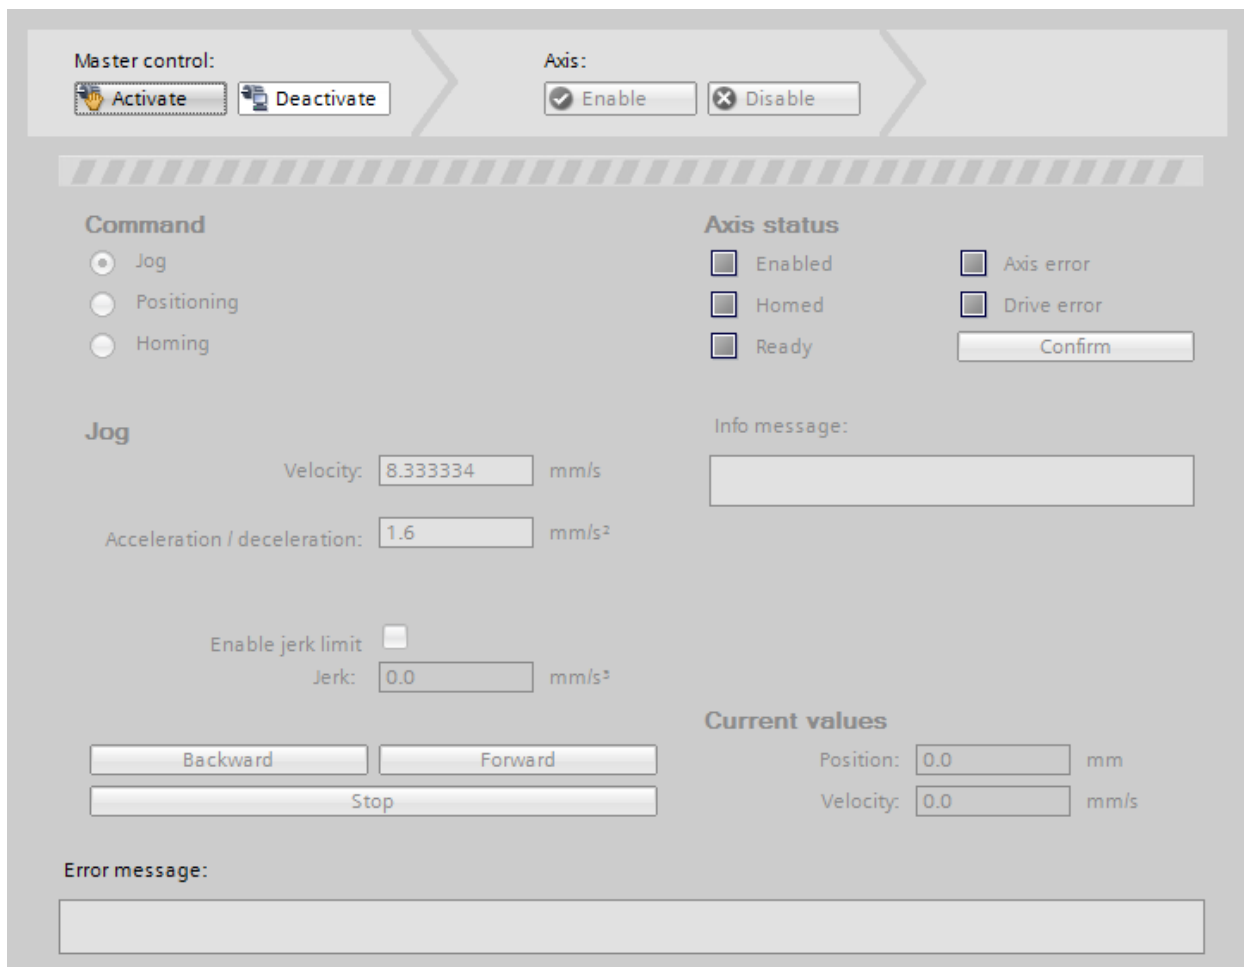 Master control:
Axis:
Activate
Deactivate
Enable
Disable
Command
Jog
Positioning
Homing
Axis status
Enabled
Axis error
Homed
Drive error
Ready
Confirm
Jog
Velocity: 8.333334 mm/s
Acceleration / deceleration: 1.6 mm/s²
Enable jerk limit
Jerk: 0.0 mm/s³
Backward
Forward
Stop
Info message:
Current values
Position: 0.0 mm
Velocity: 0.0 mm/s
Error message: